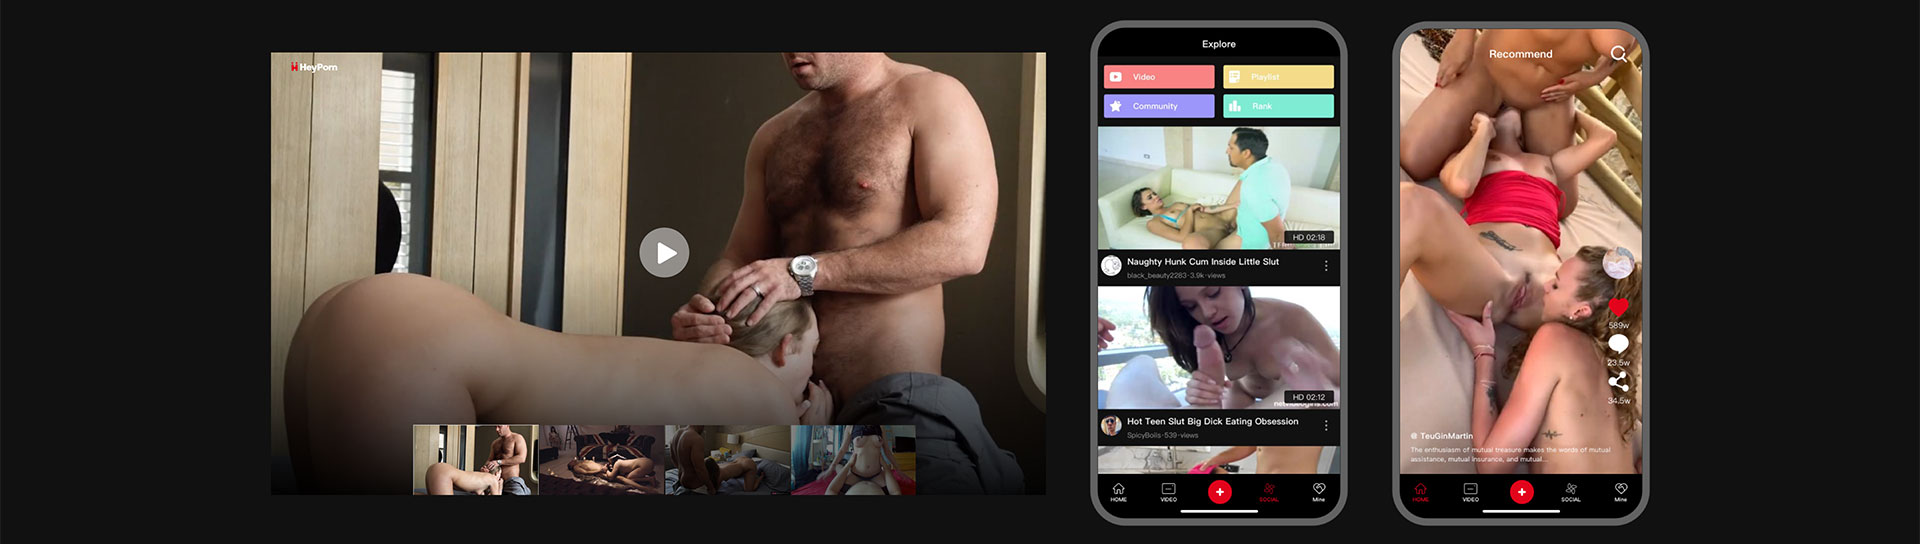 HeyPorn
Explore
Video
Playlist
Community
Rank
HD 02:18
Naughty Hunk Cum Inside Little Slut
black_beauty2283·3.9k·views
HD 02:12
Hot Teen Slut Big Dick Eating Obsession
SpicyBoils·539·views
HOME
VIDEO
SOCIAL
Mine
Recommend
589w
23.5w
34.5w
@ TeuGinMartin
The enthusiasm of mutual treasure makes the words of mutual
assistance, mutual insurance, and mutual...
HOME
VIDEO
SOCIAL
Mine